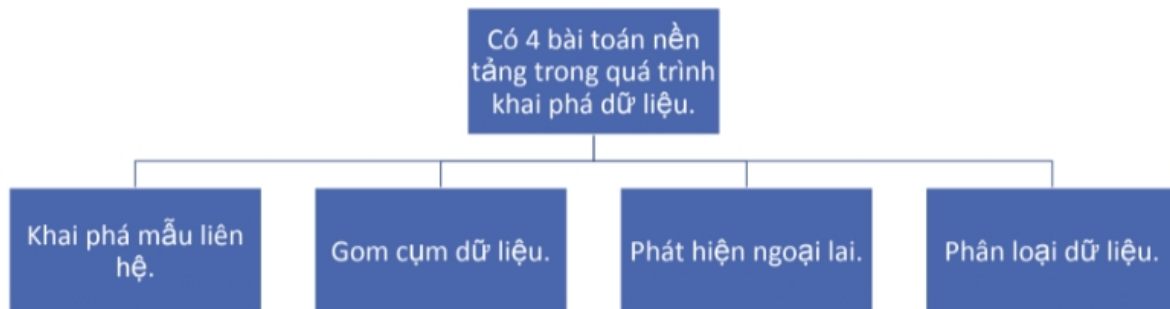 Có 4 bài toán nền
tảng trong quá trình
khai phá dữ liệu.
Khai phá mẫu liên
hệ.
Gom cụm dữ liệu.
Phát hiện ngoại lai.
Phân loại dữ liệu.